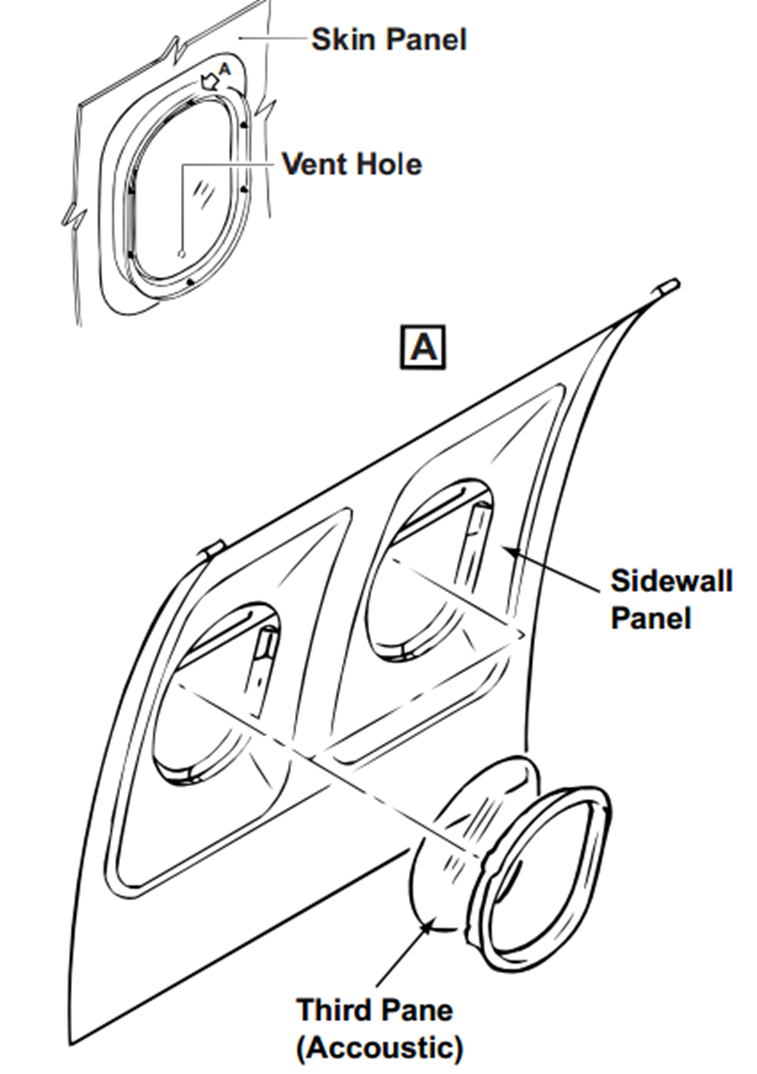 Skin Panel
A
Vent Hole
A
Sidewall
Panel
Third Pane
(Accoustic)